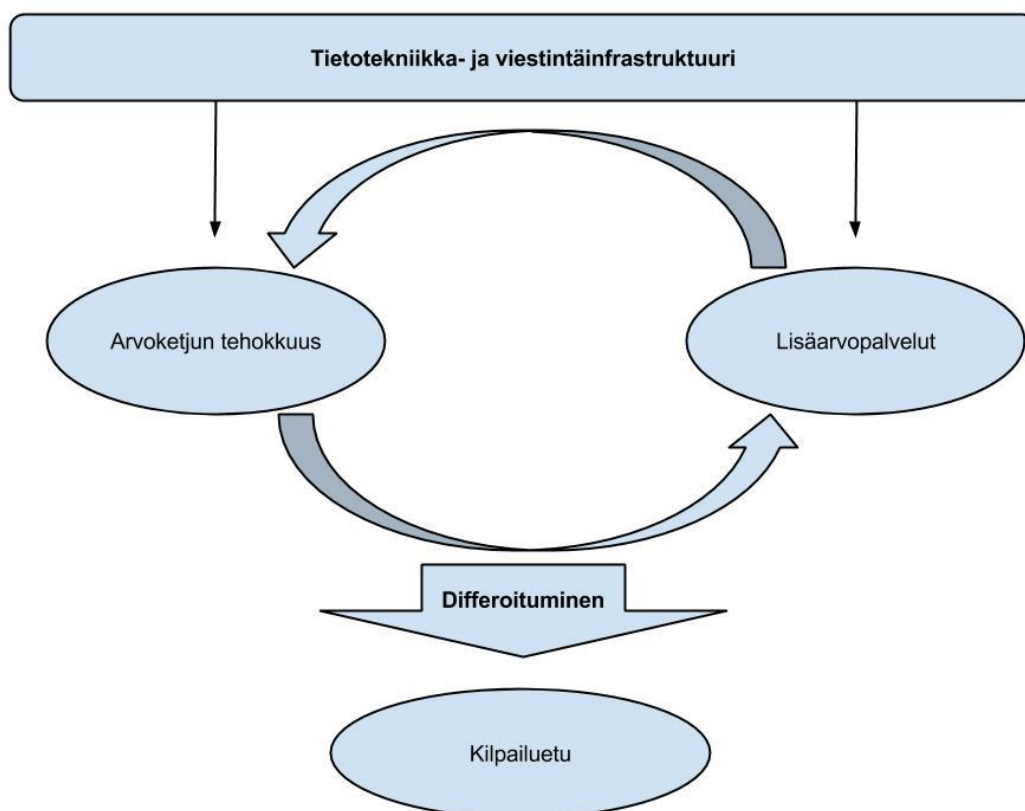 Tietotekniikka- ja viestintäinfrastruktuuri
Arvoketjun tehokkuus
Lisäarvopalvelut
Differoituminen
Kilpailuetu